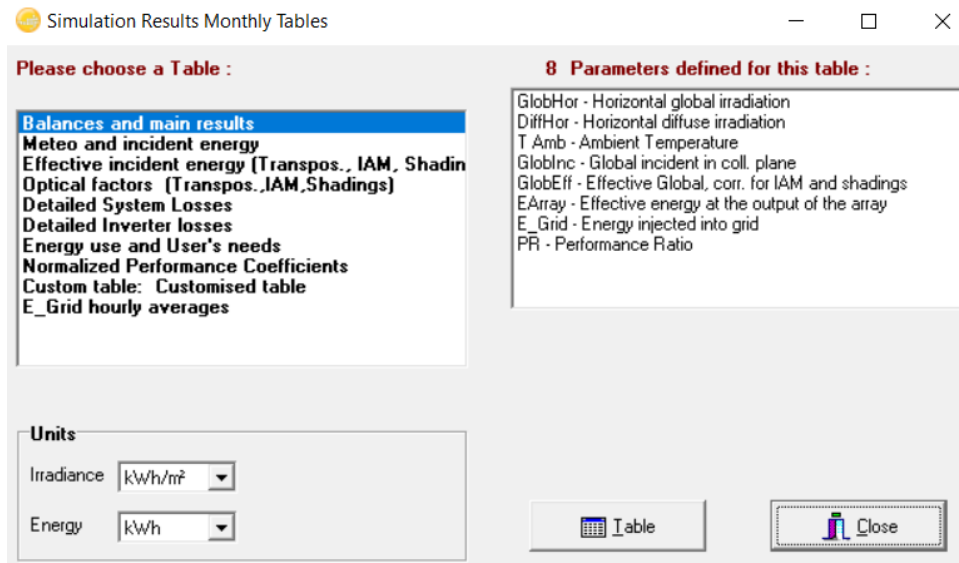 Simulation Results Monthly Tables
Please choose a Table :
Balances and main results
Meteo and incident energy
Effective incident energy (Transpos., IAM, Shadin
Optical factors (Transpos.,IAM,Shadings)
Detailed System Losses
Detailed Inverter losses
Energy use and User's needs
Normalized Performance Coefficients
Custom table: Customised table
E_Grid hourly averages
8 Parameters defined for this table :
GlobHor - Horizontal global irradiation
DiffHor - Horizontal diffuse irradiation
T Amb - Ambient Temperature
GlobInc - Global incident in coll. plane
GlobEff - Effective Global, corr. for IAM and shadings
EArray - Effective energy at the output of the array
E_Grid - Energy injected into grid
PR - Performance Ratio
Units
Irradiance kWh/m²
Energy kWh
Table
Close